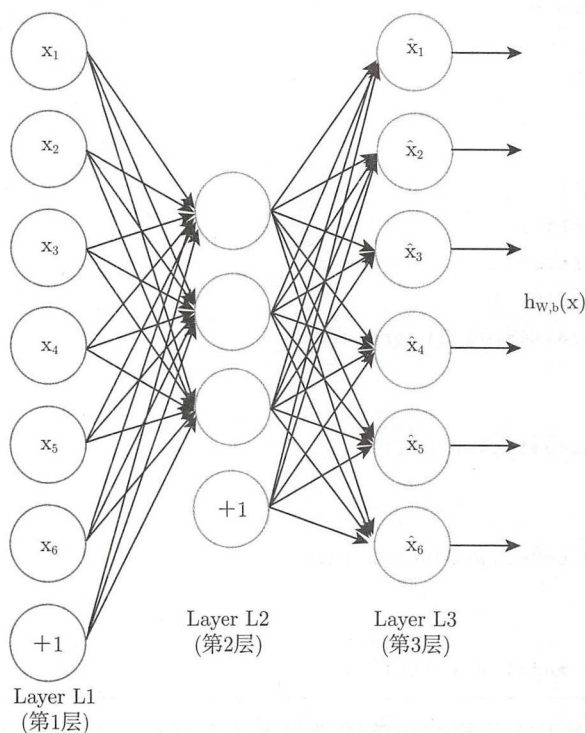 x₁
x₂
x₃
x₄
x₅
x₆
+1
Layer L1
(第1层)
+1
Layer L2
(第2层)
x̂₁
x̂₂
x̂₃
x̂₄
x̂₅
x̂₆
Layer L3
(第3层)
h_{W,b}(x)